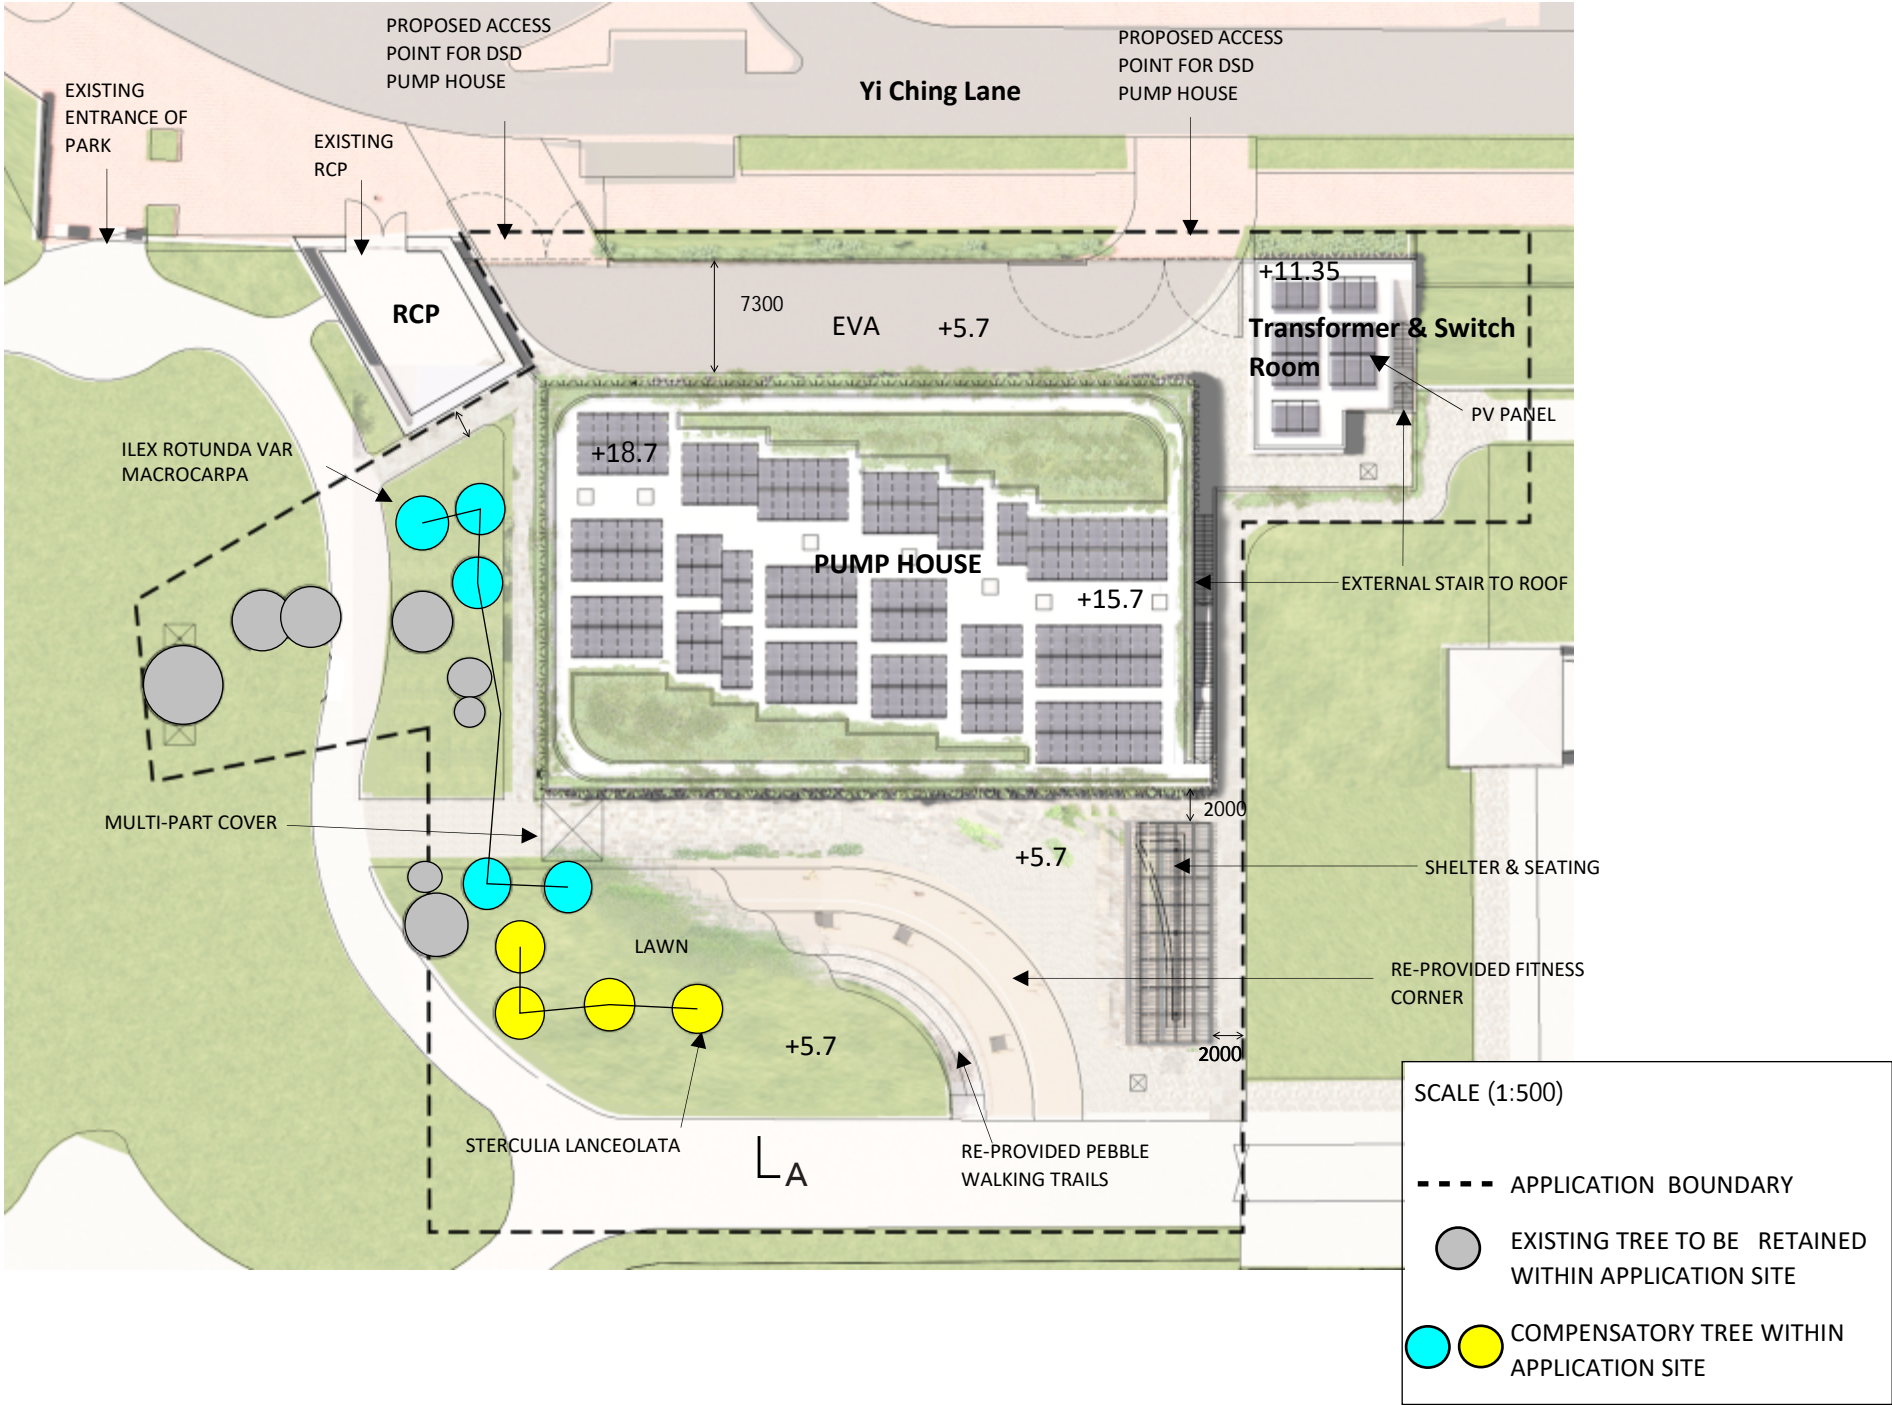 PROPOSED ACCESS
POINT FOR DSD
PUMP HOUSE
PROPOSED ACCESS
POINT FOR DSD
PUMP HOUSE
Yi Ching Lane
EXISTING
ENTRANCE OF
PARK
EXISTING
RCP
+11.35
RCP
7300
EVA
+5.7
Transformer & Switch
Room
PV PANEL
ILEX ROTUNDA VAR
MACROCARPA
+18.7
PUMP HOUSE
+15.7
EXTERNAL STAIR TO ROOF
MULTI-PART COVER
2000
+5.7
SHELTER & SEATING
LAWN
RE-PROVIDED FITNESS
CORNER
+5.7
2000
STERCULIA LANCEOLATA
A
RE-PROVIDED PEBBLE
WALKING TRAILS
SCALE (1:500)
APPLICATION BOUNDARY
EXISTING TREE TO BE RETAINED
WITHIN APPLICATION SITE
COMPENSATORY TREE WITHIN
APPLICATION SITE